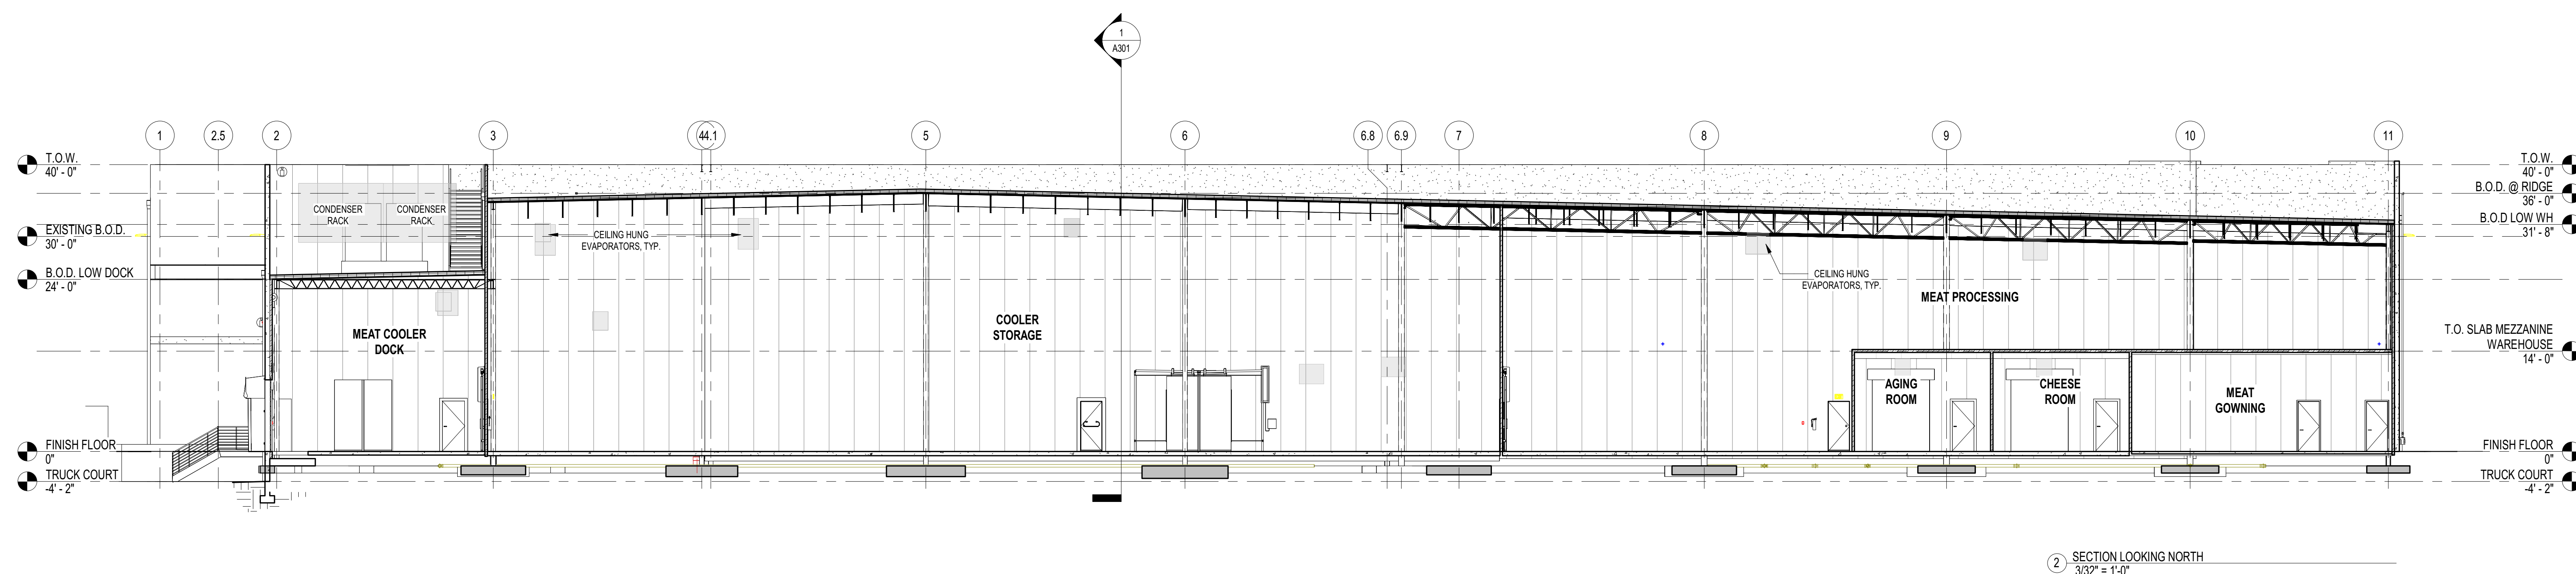 1
A301
1
2.5
2
3
4
4.1
5
6
6.8
6.9
7
8
9
10
11
T.O.W.
40' - 0"
EXISTING B.O.D.
30' - 0"
B.O.D. LOW DOCK
24' - 0"
FINISH FLOOR
0"
TRUCK COURT
-4' - 2"
CONDENSER
RACK
CONDENSER
RACK
MEAT COOLER
DOCK
CEILING HUNG
EVAPORATORS, TYP.
COOLER
STORAGE
CEILING HUNG
EVAPORATORS, TYP.
MEAT PROCESSING
AGING
ROOM
CHEESE
ROOM
MEAT
GOWNING
T.O.W.
40' - 0"
B.O.D. @ RIDGE
36' - 0"
B.O.D LOW WH
31' - 8"
T.O. SLAB MEZZANINE
WAREHOUSE
14' - 0"
FINISH FLOOR
0"
TRUCK COURT
-4' - 2"
2 SECTION LOOKING NORTH
3/32" = 1'-0"